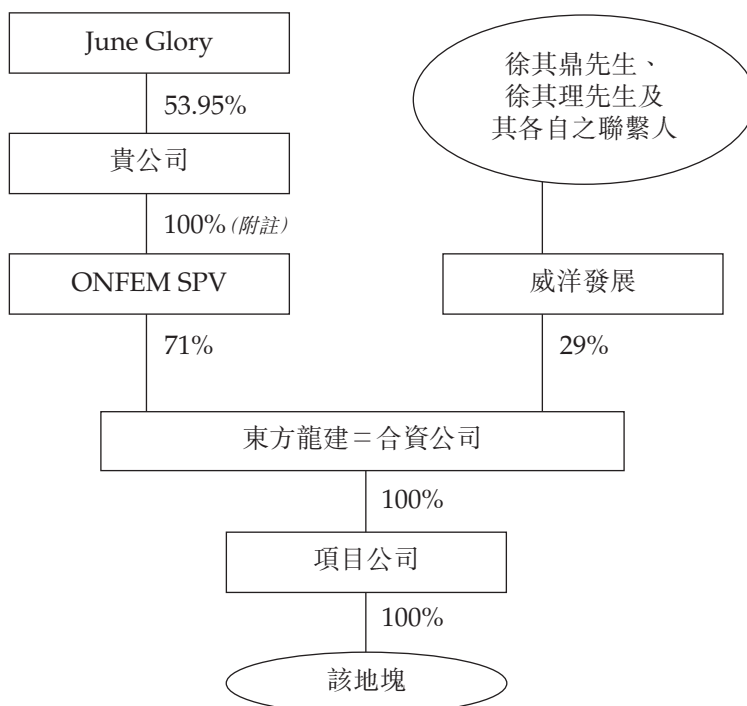 June Glory
53.95%
貴公司
100% (附註)
ONFEM SPV
71%
徐其鼎先生、
徐其理先生及
其各自之聯繫人
威洋發展
29%
東方龍建＝合資公司
100%
項目公司
100%
該地塊